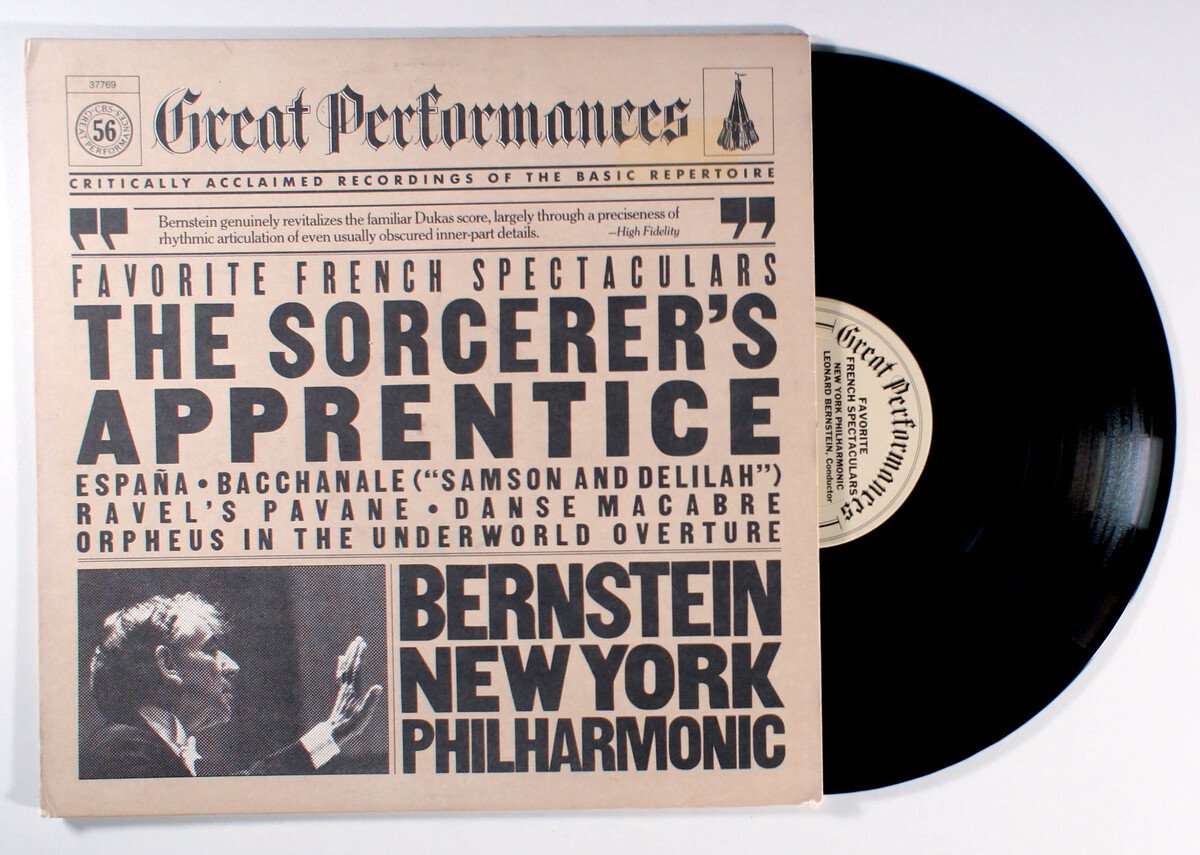 37769
CBS GREAT PERFORMANCES
56
Great Performances
CRITICALLY ACCLAIMED RECORDINGS OF THE BASIC REPERTOIRE
" Bernstein genuinely revitalizes the familiar Dukas score, largely through a preciseness of "
rhythmic articulation of even usually obscured inner-part details. —High Fidelity
FAVORITE FRENCH SPECTACULARS
THE SORCERER'S
APPRENTICE
ESPAÑA • BACCHANALE ("SAMSON AND DELILAH")
RAVEL'S PAVANE • DANSE MACABRE
ORPHEUS IN THE UNDERWORLD OVERTURE
BERNSTEIN
NEW YORK
PHILHARMONIC
Great Performances
FAVORITE
FRENCH SPECTACULARS
NEW YORK PHILHARMONIC
LEONARD BERNSTEIN, Conductor